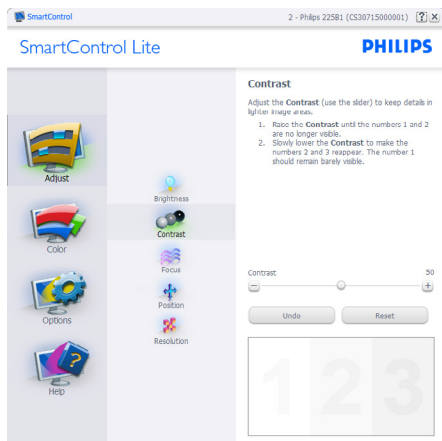 SmartControl
2 - Philips 225B1 (CS30715000001)
SmartControl Lite
PHILIPS
Adjust
Color
Options
Help
Brightness
Contrast
Focus
Position
Resolution
Contrast
Adjust the Contrast (use the slider) to keep details in
lighter image areas.
1. Raise the Contrast until the numbers 1 and 2
are no longer visible.
2. Slowly lower the Contrast to make the
numbers 2 and 3 reappear. The number 1
should remain barely visible.
Contrast 50
Undo
Reset
1 2 3